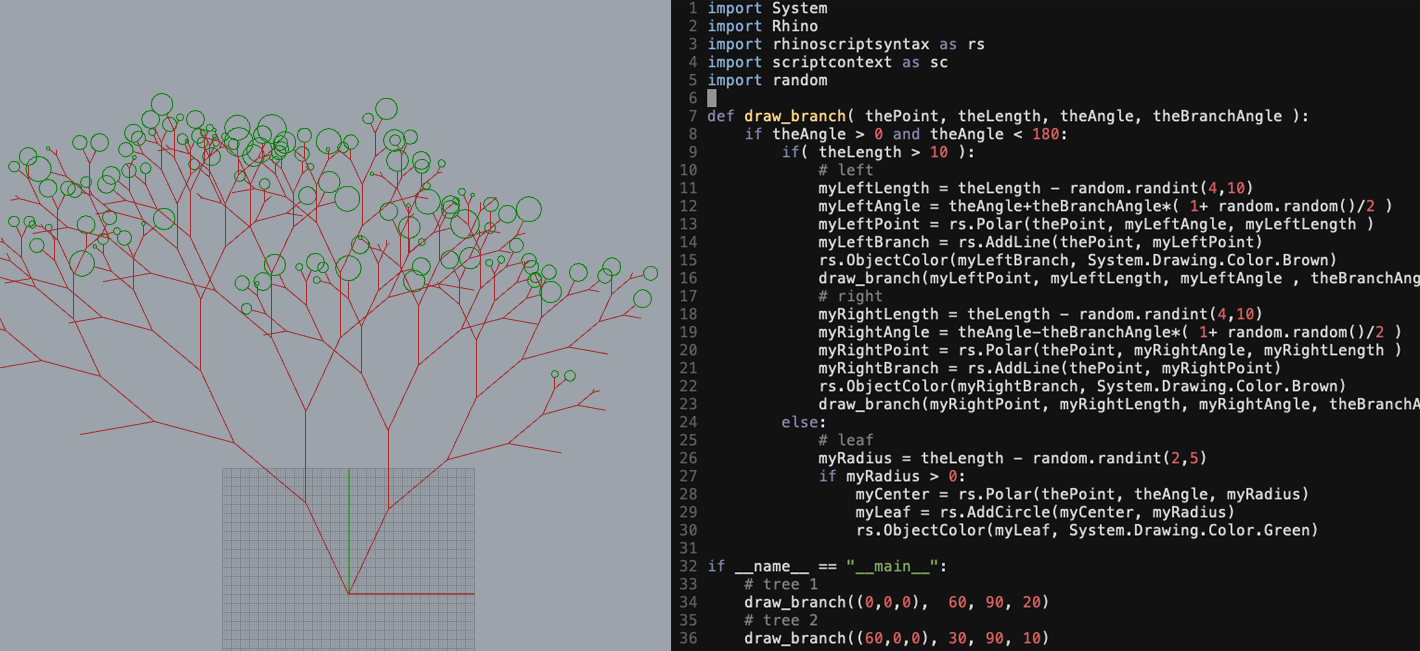 1 import System
2 import Rhino
3 import rhinoscriptsyntax as rs
4 import scriptcontext as sc
5 import random
6
7 def draw_branch( thePoint, theLength, theAngle, theBranchAngle ):
8     if theAngle > 0 and theAngle < 180:
9         if( theLength > 10 ):
10             # left
11             myLeftLength = theLength - random.randint(4,10)
12             myLeftAngle = theAngle+theBranchAngle*( 1+ random.random()/2 )
13             myLeftPoint = rs.Polar(thePoint, myLeftAngle, myLeftLength )
14             myLeftBranch = rs.AddLine(thePoint, myLeftPoint)
15             rs.ObjectColor(myLeftBranch, System.Drawing.Color.Brown)
16             draw_branch(myLeftPoint, myLeftLength, myLeftAngle , theBranchAng
17             # right
18             myRightLength = theLength - random.randint(4,10)
19             myRightAngle = theAngle-theBranchAngle*( 1+ random.random()/2 )
20             myRightPoint = rs.Polar(thePoint, myRightAngle, myRightLength )
21             myRightBranch = rs.AddLine(thePoint, myRightPoint)
22             rs.ObjectColor(myRightBranch, System.Drawing.Color.Brown)
23             draw_branch(myRightPoint, myRightLength, myRightAngle, theBranchA
24         else:
25             # leaf
26             myRadius = theLength - random.randint(2,5)
27             if myRadius > 0:
28                 myCenter = rs.Polar(thePoint, theAngle, myRadius)
29                 myLeaf = rs.AddCircle(myCenter, myRadius)
30                 rs.ObjectColor(myLeaf, System.Drawing.Color.Green)
31
32 if __name__ == "__main__":
33     # tree 1
34     draw_branch((0,0,0),  60, 90, 20)
35     # tree 2
36     draw_branch((60,0,0), 30, 90, 10)